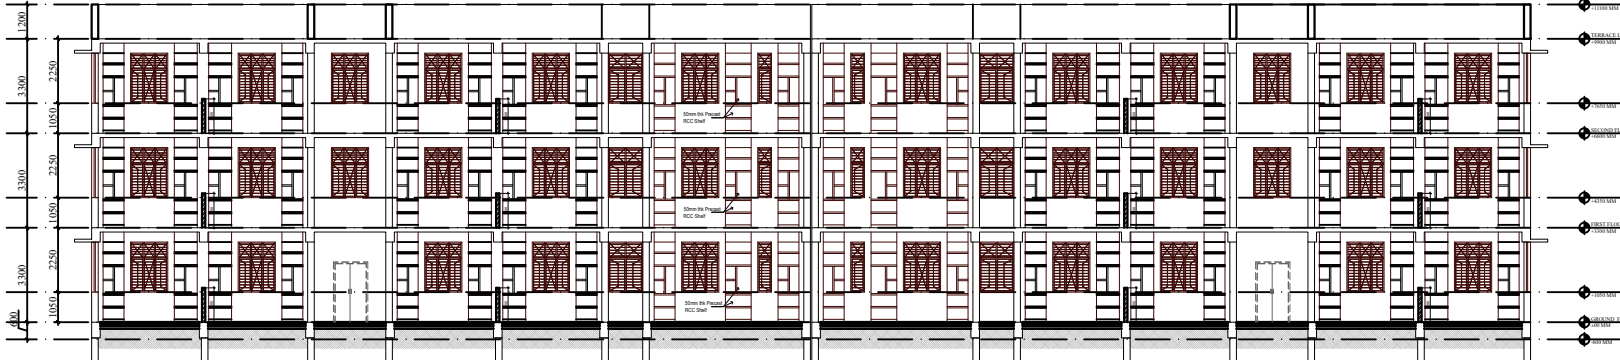 1200
+11100 MM
TERRACE L
+9900 MM
3300
2250
1050
+7650 MM
50mm thk Precast
RCC Shelf
SECOND FL
+6600 MM
3300
2250
1050
+4350 MM
50mm thk Precast
RCC Shelf
FIRST FLOO
+3300 MM
3300
2250
1050
+1050 MM
50mm thk Precast
RCC Shelf
600
GROUND F
±00 MM
-600 MM